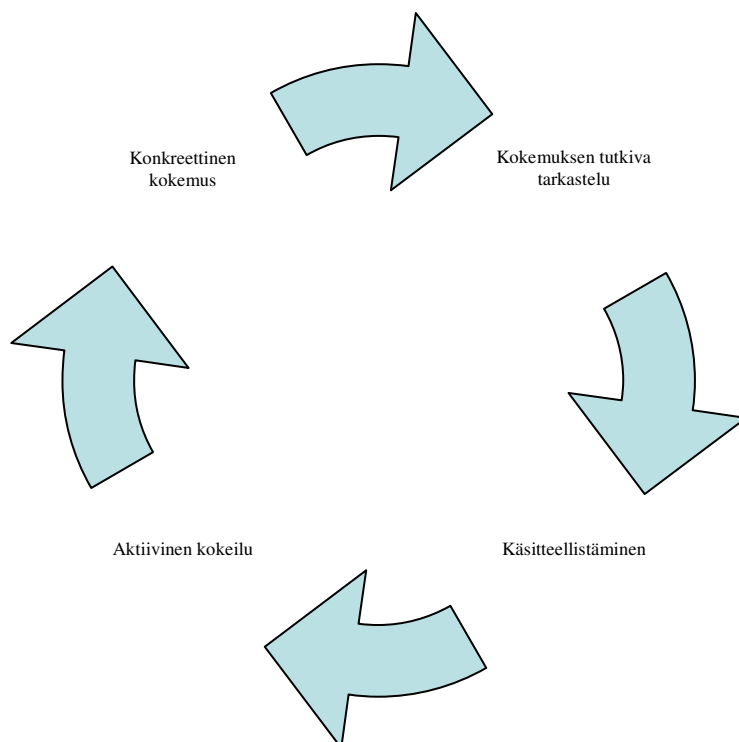 Konkreettinen
kokemus
Kokemuksen tutkiva
tarkastelu
Käsitteellistäminen
Aktiivinen kokeilu